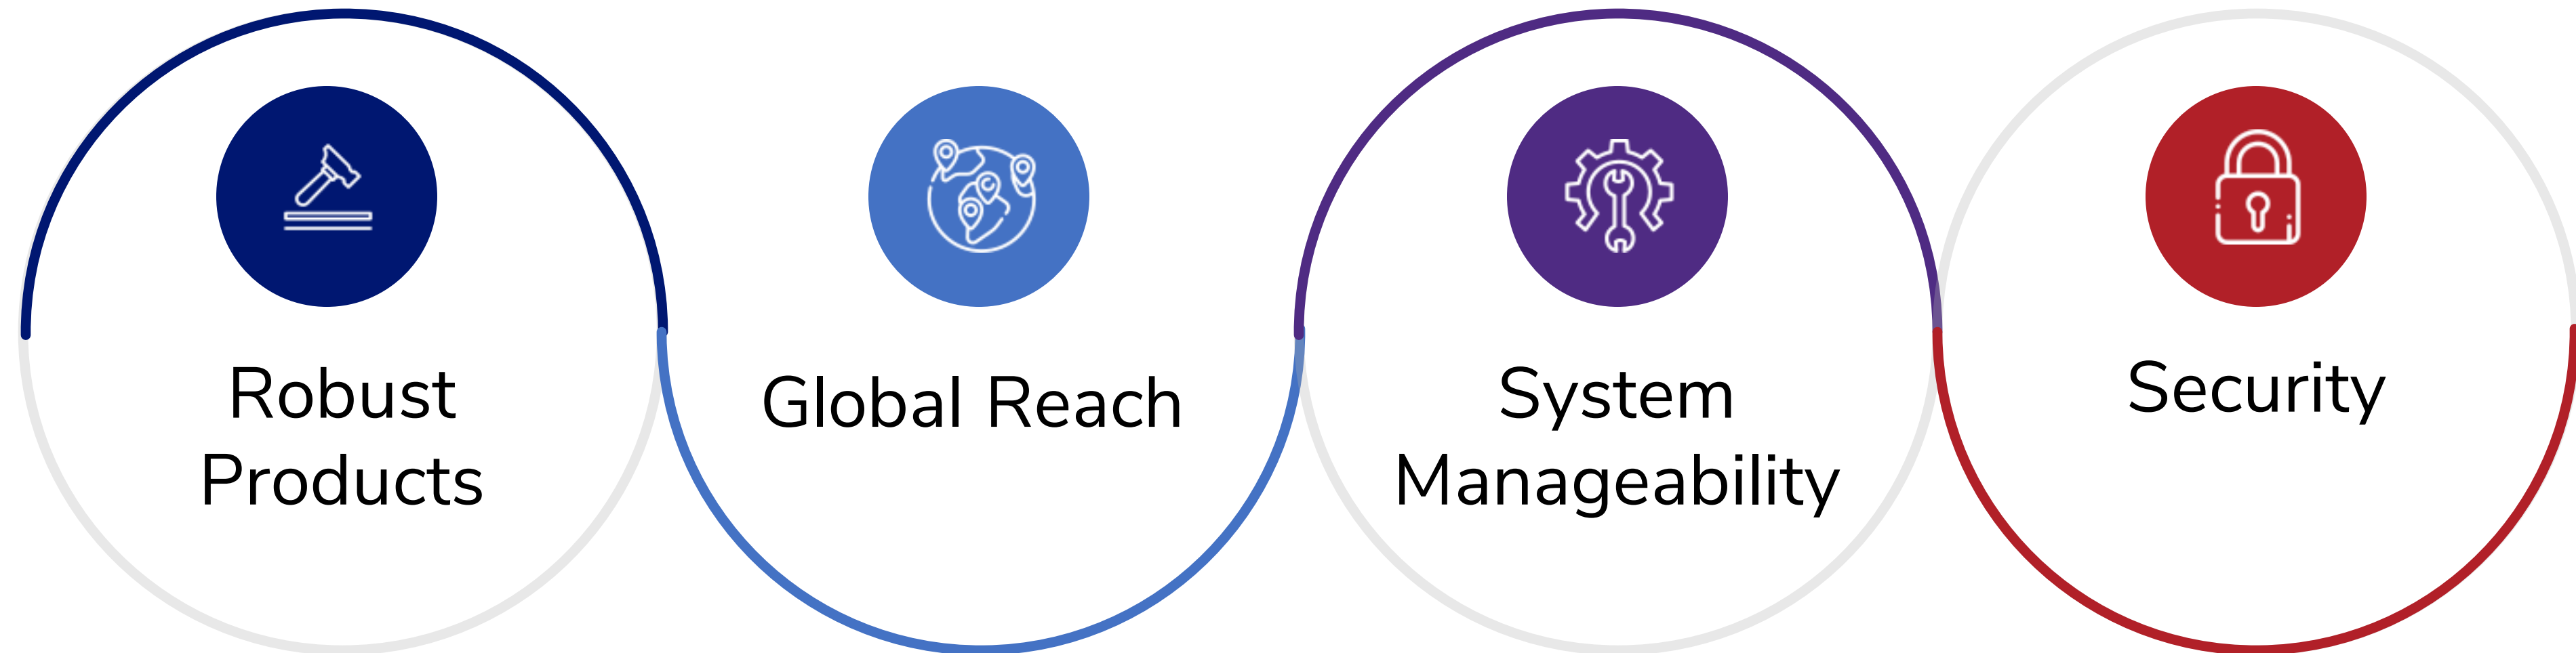 Robust
Products
Global Reach
System
Manageability
Security